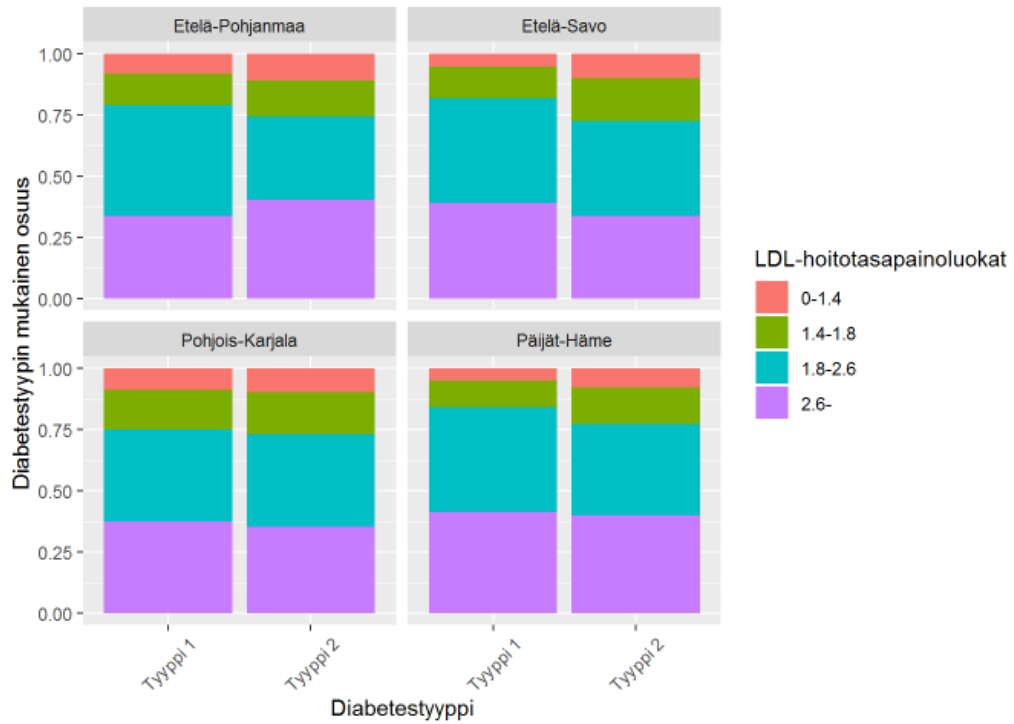 Etelä-Pohjanmaa
Etelä-Savo
1.00
0.75
0.50
0.25
0.00
Pohjois-Karjala
Päijät-Häme
1.00
0.75
0.50
0.25
0.00
Diabetestyypin mukainen osuus
Tyyppi 1
Tyyppi 2
Tyyppi 1
Tyyppi 2
Diabetestyyppi
LDL-hoitotasapainoluokat
0-1.4
1.4-1.8
1.8-2.6
2.6-